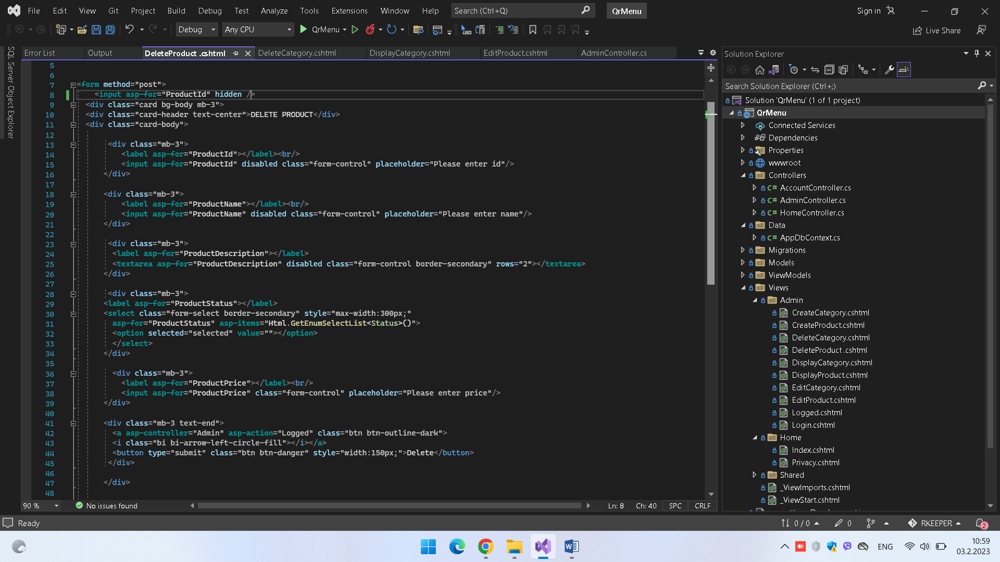 File Edit View Git Project Build Debug Test Analyze Tools Extensions Window Help Search (Ctrl+Q) QrMenu Sign in
Debug Any CPU QrMenu Live Share
SQL Server Object Explorer
Error List Output DeleteProduct .cshtml DeleteCategory.cshtml DisplayCategory.cshtml EditProduct.cshtml AdminController.cs
5
6
7 <form method="post">
8 <input asp-for="ProductId" hidden />
9 <div class="card bg-body mb-3">
10 <div class="card-header text-center">DELETE PRODUCT</div>
11 <div class="card-body">
12
13 <div class="mb-3">
14 <label asp-for="ProductId"></label><br/>
15 <input asp-for="ProductId" disabled class="form-control" placeholder="Please enter id"/>
16 </div>
17
18 <div class="mb-3">
19 <label asp-for="ProductName"></label><br/>
20 <input asp-for="ProductName" disabled class="form-control" placeholder="Please enter name"/>
21 </div>
22
23 <div class="mb-3">
24 <label asp-for="ProductDescription"></label>
25 <textarea asp-for="ProductDescription" disabled class="form-control border-secondary" rows="2"></textarea>
26 </div>
27
28 <div class="mb-3">
29 <label asp-for="ProductStatus"></label>
30 <select class="form-select border-secondary" style="max-width:300px;"
31 asp-for="ProductStatus" asp-items="Html.GetEnumSelectList<Status>()">
32 <option selected="selected" value=""></option>
33 </select>
34 </div>
35
36 <div class="mb-3">
37 <label asp-for="ProductPrice"></label><br/>
38 <input asp-for="ProductPrice" class="form-control" placeholder="Please enter price"/>
39 </div>
40
41 <div class="mb-3 text-end">
42 <a asp-controller="Admin" asp-action="Logged" class="btn btn-outline-dark">
43 <i class="bi bi-arrow-left-circle-fill"></i></a>
44 <button type="submit" class="btn btn-danger" style="width:150px;">Delete</button>
45 </div>
46
47 </div>
48
90 % No issues found Ln: 8 Ch: 40 SPC CRLF
Solution Explorer
Search Solution Explorer (Ctrl+;)
Solution 'QrMenu' (1 of 1 project)
QrMenu
Connected Services
Dependencies
Properties
wwwroot
Controllers
C# AccountController.cs
C# AdminController.cs
C# HomeController.cs
Data
C# AppDbContext.cs
Migrations
Models
ViewModels
Views
Admin
CreateCategory.cshtml
CreateProduct.cshtml
DeleteCategory.cshtml
DeleteProduct .cshtml
DisplayCategory.cshtml
DisplayProduct.cshtml
EditCategory.cshtml
EditProduct.cshtml
Logged.cshtml
Login.cshtml
Home
Index.cshtml
Privacy.cshtml
Shared
_ViewImports.cshtml
_ViewStart.cshtml
Ready 0 / 0 0 RKEEPER 2
ENG 10:59
03.2.2023